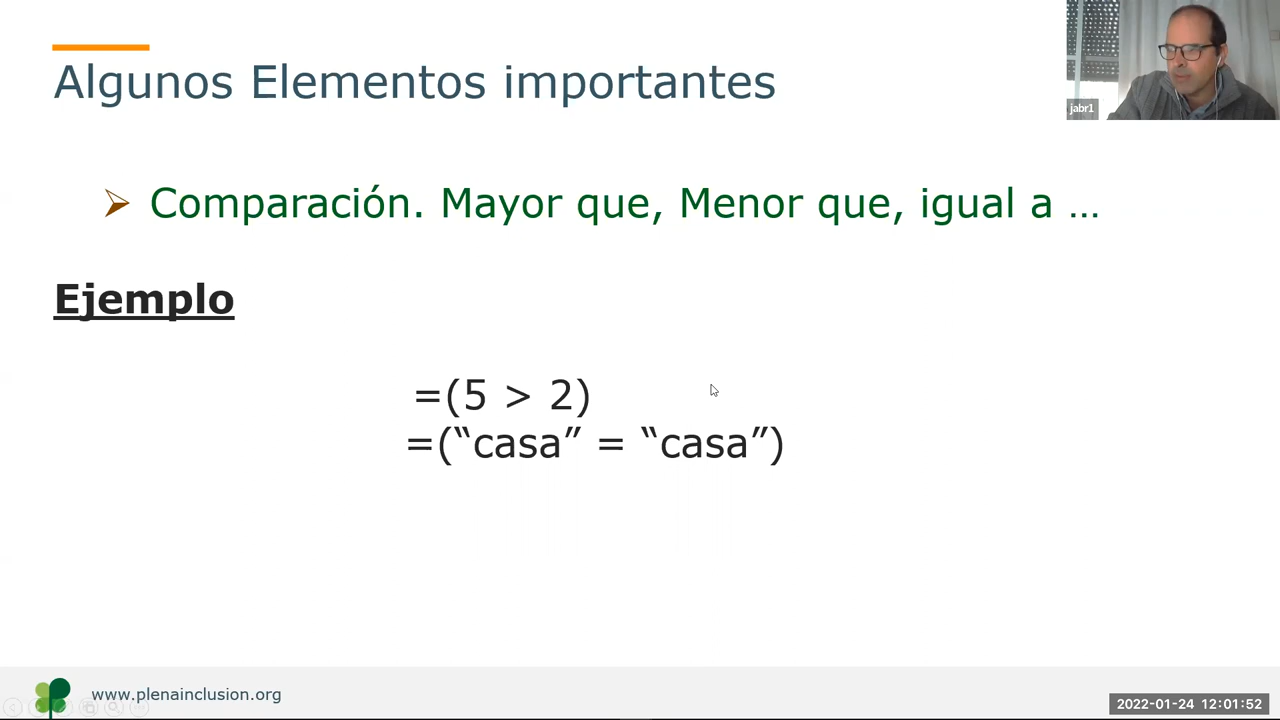 Algunos Elementos importantes
jabr1
Comparación. Mayor que, Menor que, igual a ...
Ejemplo
=(5 > 2)
=(“casa” = “casa”)
www.plenainclusion.org
2022-01-24 12:01:52